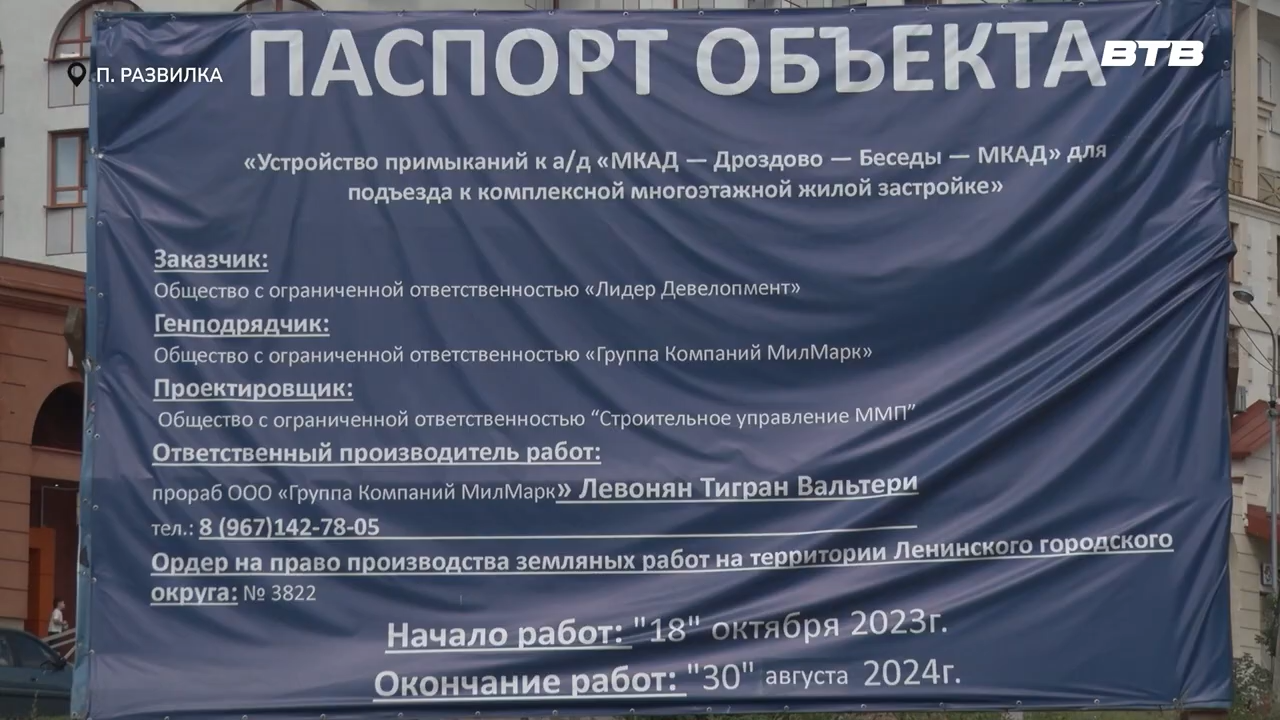 П. РАЗВИЛКА
ВТВ
ПАСПОРТ ОБЪЕКТА
«Устройство примыканий к а/д «МКАД — Дроздово — Беседы — МКАД» для
подъезда к комплексной многоэтажной жилой застройке»
Заказчик:
Общество с ограниченной ответственностью «Лидер Девелопмент»
Генподрядчик:
Общество с ограниченной ответственностью «Группа Компаний МилМарк»
Проектировщик:
Общество с ограниченной ответственностью “Строительное управление ММП”
Ответственный производитель работ:
прораб ООО «Группа Компаний МилМарк» Левонян Тигран Вальтери
тел.: 8 (967)142-78-05
Ордер на право производства земляных работ на территории Ленинского городского
округа: № 3822
Начало работ: "18" октября 2023г.
Окончание работ: "30" августа 2024г.